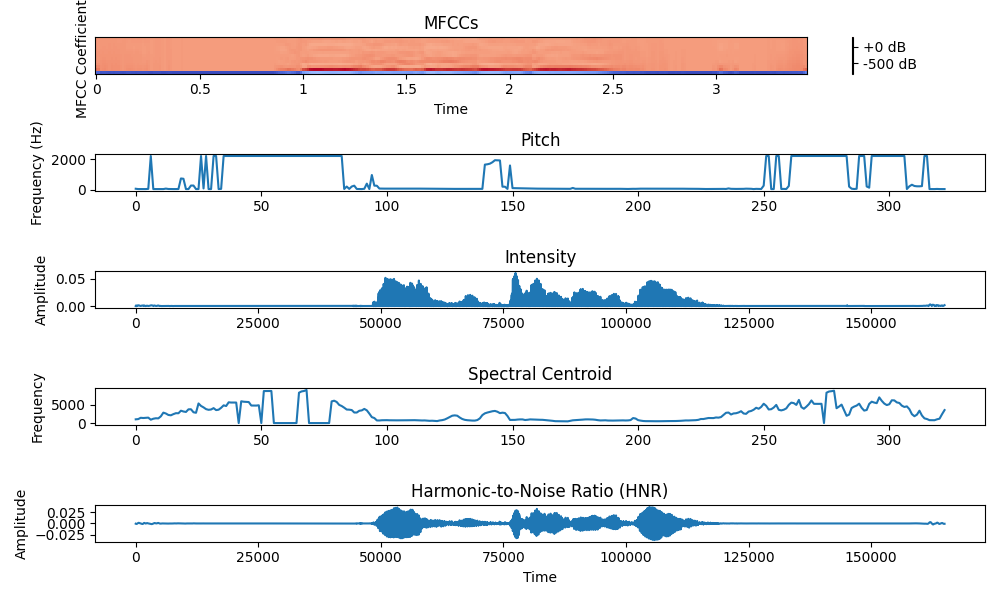 MFCCs
MFCC Coefficient
+0 dB
-500 dB
0 0.5 1 1.5 2 2.5 3
Time
Pitch
Frequency (Hz)
2000
0
0 50 100 150 200 250 300
Intensity
Amplitude
0.05
0.00
0 25000 50000 75000 100000 125000 150000
Spectral Centroid
Frequency
5000
0
0 50 100 150 200 250 300
Harmonic-to-Noise Ratio (HNR)
Amplitude
0.025
0.000
−0.025
0 25000 50000 75000 100000 125000 150000
Time